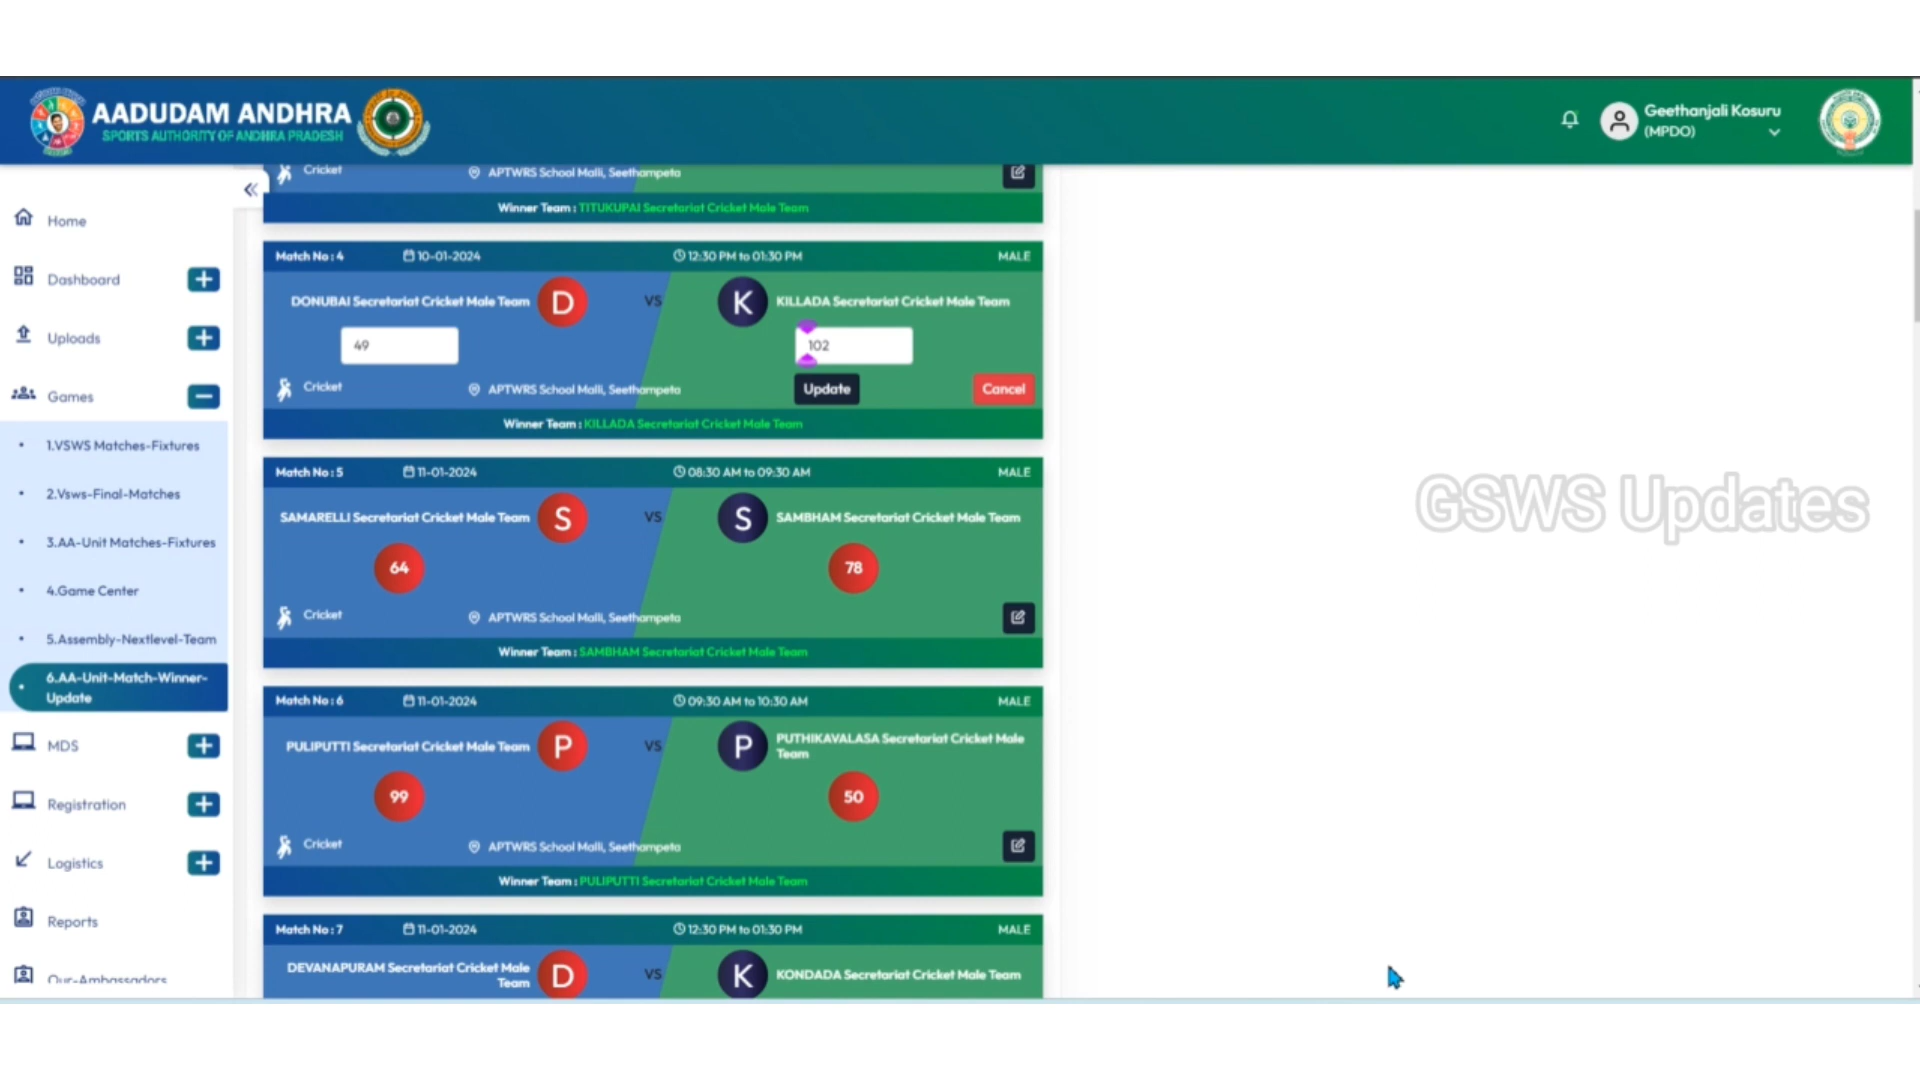 AADUDAM ANDHRA
SPORTS AUTHORITY OF ANDHRA PRADESH
Geethanjali Kosuru
(MPDO)
Home
Dashboard
Uploads
Games
1.VSWS Matches-Fixtures
2.Vsws-Final-Matches
3.AA-Unit Matches-Fixtures
4.Game Center
5.Assembly-Nextlevel-Team
6.AA-Unit-Match-Winner-
Update
MDS
Registration
Logistics
Reports
Our-Ambassadors
Cricket
APTWRS School Malli, Seethampeta
Winner Team : TITUKUPAI Secretariat Cricket Male Team
Match No : 4 10-01-2024 12:30 PM to 01:30 PM MALE
DONUBAI Secretariat Cricket Male Team D VS K KILLADA Secretariat Cricket Male Team
49 102
Cricket APTWRS School Malli, Seethampeta Update Cancel
Winner Team : KILLADA Secretariat Cricket Male Team
Match No : 5 11-01-2024 08:30 AM to 09:30 AM MALE
SAMARELLI Secretariat Cricket Male Team S VS S SAMBHAM Secretariat Cricket Male Team
64 78
Cricket APTWRS School Malli, Seethampeta
Winner Team : SAMBHAM Secretariat Cricket Male Team
Match No : 6 11-01-2024 09:30 AM to 10:30 AM MALE
PULIPUTTI Secretariat Cricket Male Team P VS P PUTHIKAVALASA Secretariat Cricket Male
Team
99 50
Cricket APTWRS School Malli, Seethampeta
Winner Team : PULIPUTTI Secretariat Cricket Male Team
Match No : 7 11-01-2024 12:30 PM to 01:30 PM MALE
DEVANAPURAM Secretariat Cricket Male
Team D VS K KONDADA Secretariat Cricket Male Team
GSWS Updates